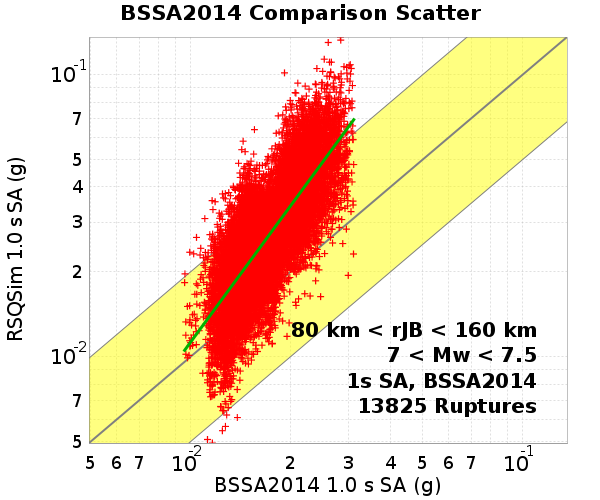 BSSA2014 Comparison Scatter
RSQSim 1.0 s SA (g)
10⁻¹
7
5
4
3
2
10⁻²
7
5
80 km < rJB < 160 km
7 < Mw < 7.5
1s SA, BSSA2014
13825 Ruptures
5 6 7 10⁻² 2 3 4 5 6 7 10⁻¹
BSSA2014 1.0 s SA (g)